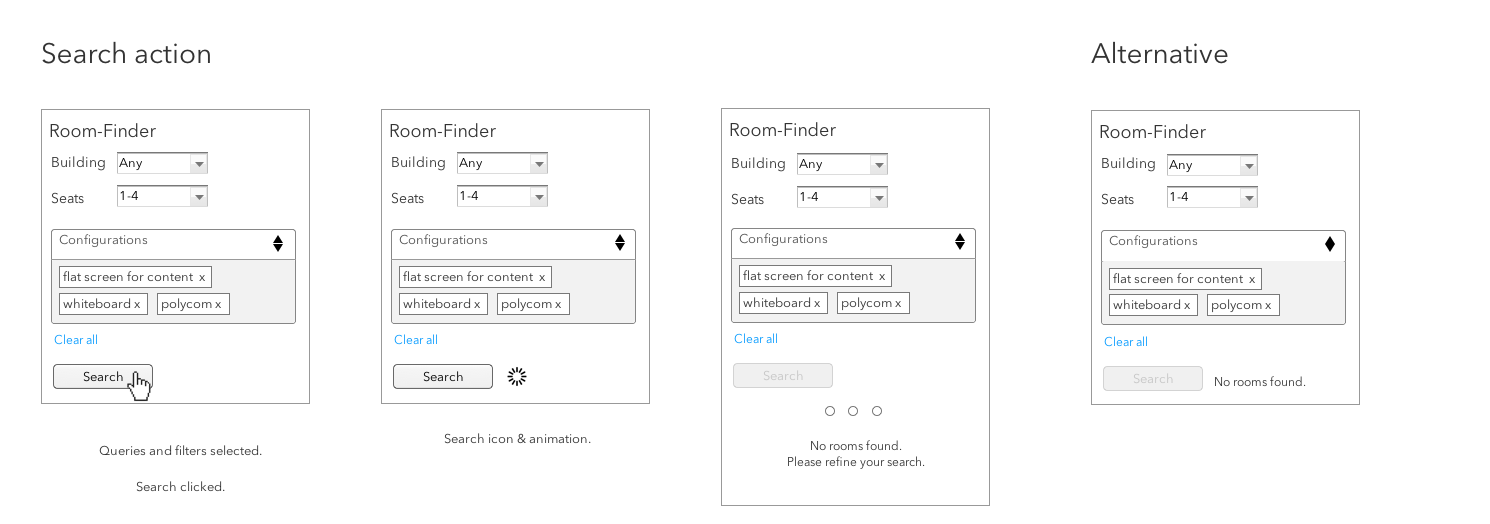 Search action
Alternative
Room-Finder
Building Any
Seats 1-4
Configurations
flat screen for content x
whiteboard x polycom x
Clear all
Search
Queries and filters selected.
Search clicked.
Room-Finder
Building Any
Seats 1-4
Configurations
flat screen for content x
whiteboard x polycom x
Clear all
Search
Search icon & animation.
Room-Finder
Building Any
Seats 1-4
Configurations
flat screen for content x
whiteboard x polycom x
Clear all
Search
No rooms found.
Please refine your search.
Room-Finder
Building Any
Seats 1-4
Configurations
flat screen for content x
whiteboard x polycom x
Clear all
Search No rooms found.